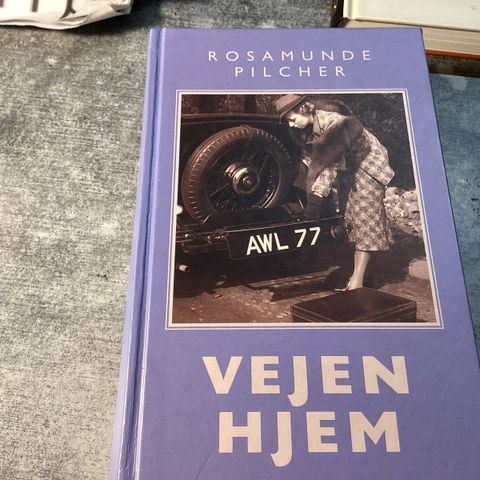 ROSAMUNDE
PILCHER
AWL 77
VEJEN
HJEM